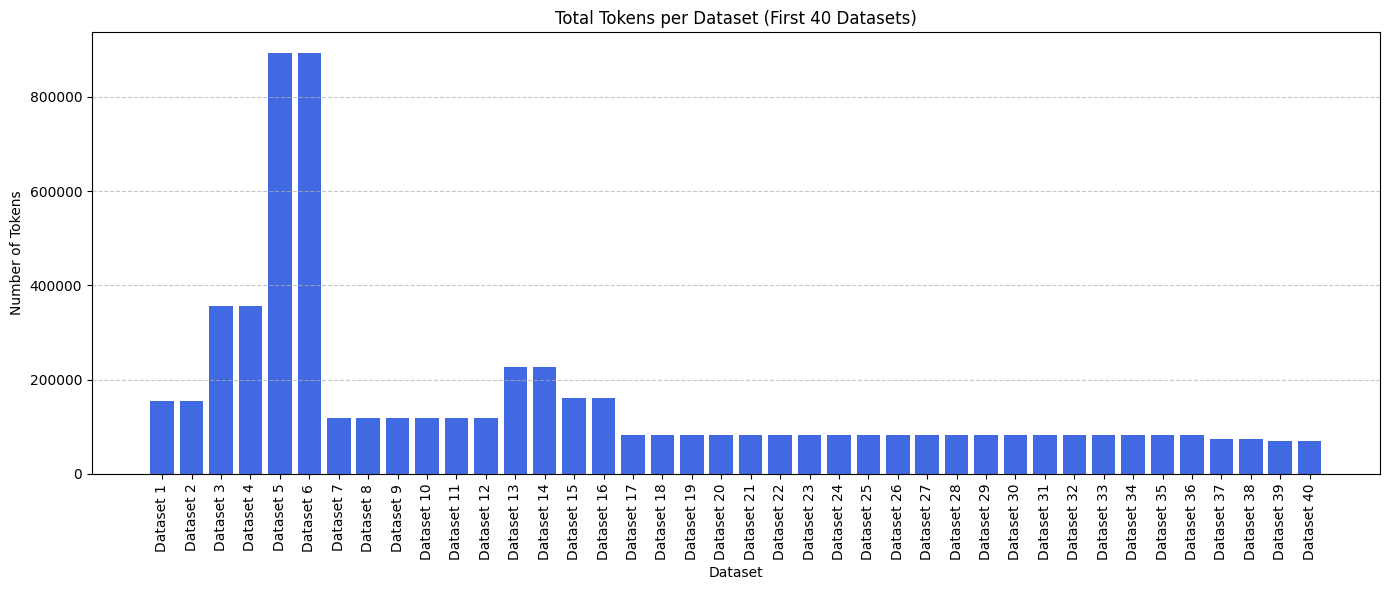 Total Tokens per Dataset (First 40 Datasets)
Number of Tokens
800000
600000
400000
200000
0
Dataset 1
Dataset 2
Dataset 3
Dataset 4
Dataset 5
Dataset 6
Dataset 7
Dataset 8
Dataset 9
Dataset 10
Dataset 11
Dataset 12
Dataset 13
Dataset 14
Dataset 15
Dataset 16
Dataset 17
Dataset 18
Dataset 19
Dataset 20
Dataset 21
Dataset 22
Dataset 23
Dataset 24
Dataset 25
Dataset 26
Dataset 27
Dataset 28
Dataset 29
Dataset 30
Dataset 31
Dataset 32
Dataset 33
Dataset 34
Dataset 35
Dataset 36
Dataset 37
Dataset 38
Dataset 39
Dataset 40
Dataset